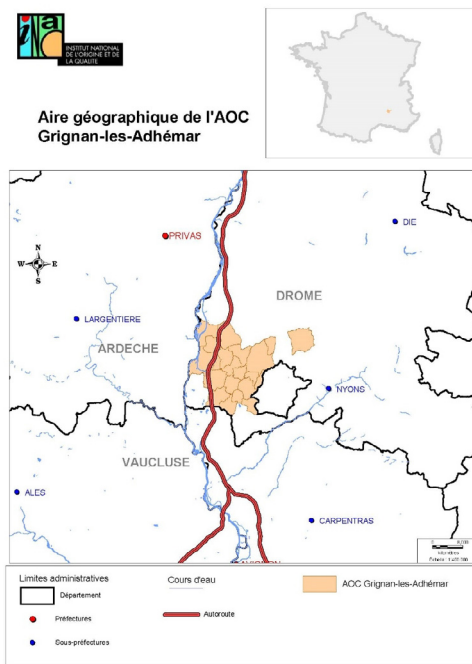 INSTITUT NATIONAL
DE L'ORIGINE ET DE
LA QUALITE
Aire géographique de l'AOC
Grignan-les-Adhémar
PRIVAS
DIE
N
W
E
S
DROME
LARGENTIERE
ARDECHE
NYONS
VAUCLUSE
ALES
CARPENTRAS
Limites administratives
Département
Préfectures
Sous-préfectures
Cours d'eau
Autoroute
AOC Grignan-les-Adhémar